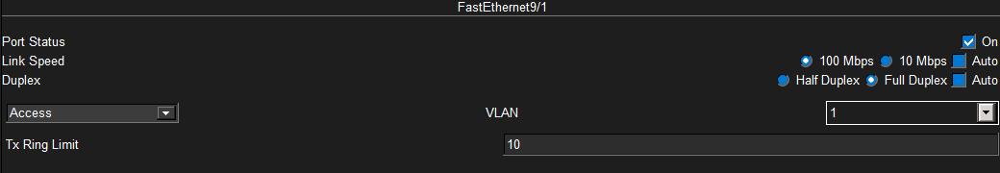 FastEthernet9/1
Port Status On
Link Speed 100 Mbps 10 Mbps Auto
Duplex Half Duplex Full Duplex Auto
Access VLAN 1
Tx Ring Limit 10